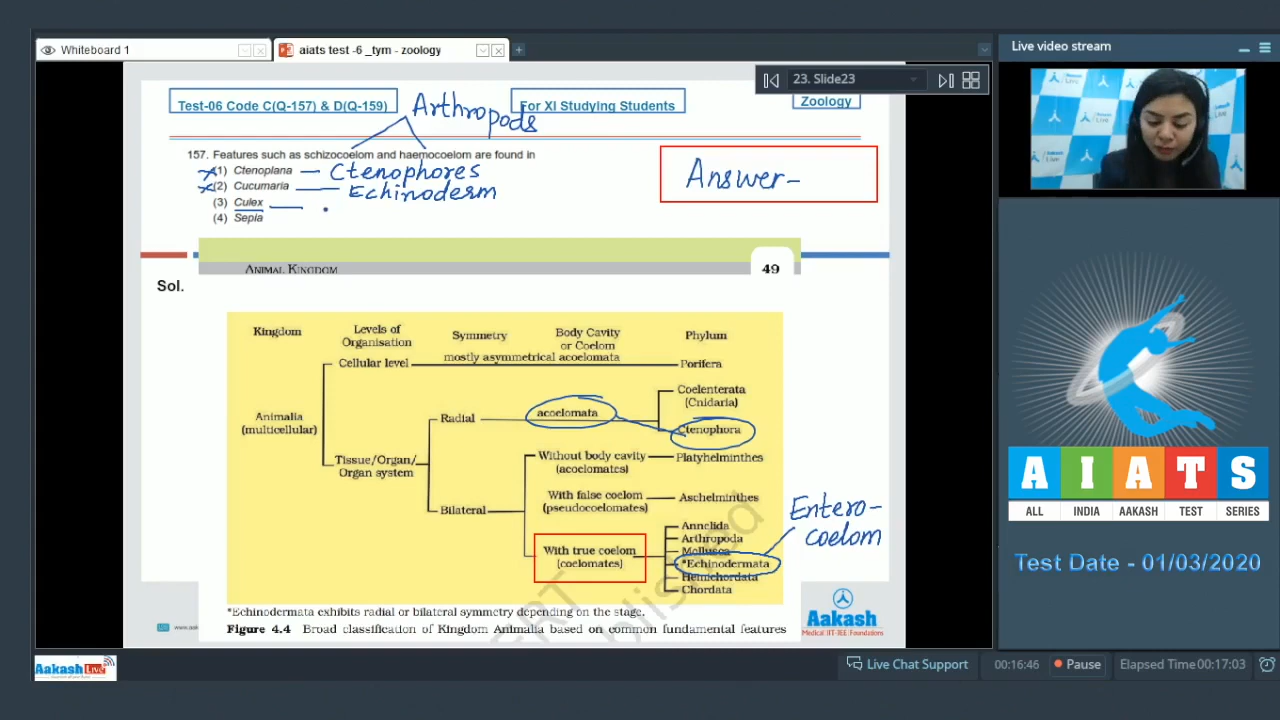 Whiteboard 1
aiats test -6 _tym - zoology
Live video stream
23. Slide23
Test-06 Code C(Q-157) & D(Q-159)
Arthropods
For XI Studying Students
Zoology
157. Features such as schizocoelom and haemocoelom are found in
(1) Ctenoplana — Ctenophores
(2) Cucumaria — Echinoderm
(3) Culex
(4) Sepia
Answer-
ANIMAL KINGDOM
49
Sol.
Kingdom Levels of Organisation Symmetry Body Cavity or Coelom Phylum
Cellular level mostly asymmetrical acoelomata Porifera
Coelenterata
(Cnidaria)
Animalia
(multicellular)
Radial acoelomata
Ctenophora
Tissue/Organ/
Organ system
Without body cavity
(acoelomates)
Platyhelminthes
With false coelom
(pseudocoelomates)
Aschelminthes
Bilateral
With true coelom
(coelomates)
Annelida
Arthropoda
Mollusca
*Echinodermata
Hemichordata
Chordata
Entero-
coelom
*Echinodermata exhibits radial or bilateral symmetry depending on the stage.
Figure 4.4 Broad classification of Kingdom Animalia based on common fundamental features
Aakash
Medical|IIT-JEE|Foundations
A I A T S
ALL INDIA AAKASH TEST SERIES
Test Date - 01/03/2020
Aakash Live
Live Chat Support
00:16:46
Pause
Elapsed Time 00:17:03